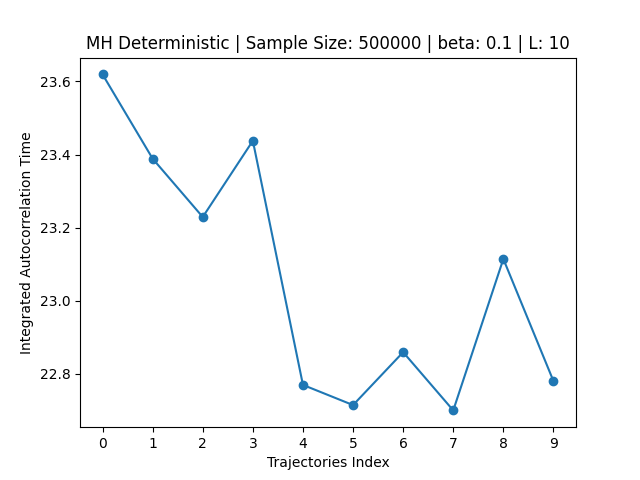 MH Deterministic | Sample Size: 500000 | beta: 0.1 | L: 10
23.6
23.4
23.2
23.0
22.8
Integrated Autocorrelation Time
0 1 2 3 4 5 6 7 8 9
Trajectories Index